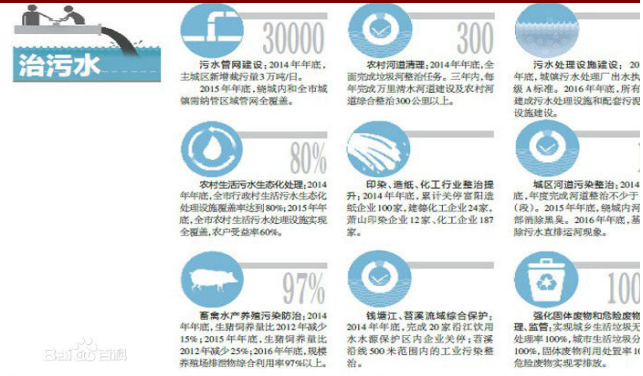 治污水
30000
污水管网建设：2014年年底，
主城区新增截污量3万吨/日。
2015年年底，绕城内和全市城
镇需纳管区域管网全覆盖。
300
农村河道清理：2014年年底，全
面完成垃圾河整治任务。三年内，每
年完成万里清水河道建设及农村河
道综合整治300公里以上。
污水处理设施建设：20
年底，城镇污水处理厂出水执
级A标准。2016年年底，所有
建成污水处理设施和配套污泥
设施建设。
80%
农村生活污水生态化处理：2014
年年底，全市行政村生活污水生态化
处理设施覆盖率达到80%；2015年年
底，全市农村生活污水处理设施实现
全覆盖，农户受益率60%。
印染、造纸、化工行业整治提
升：2014年年底，累计关停富阳造
纸企业100家，建德化工企业24家，
萧山印染企业12家、化工企业187
家。
城区河道污染整治：2014
底，年度完成河道整治不少于
（段）。2015年年底，绕城内河
部消除黑臭。2016年年底，基
除污水直排运河现象。
97%
畜禽水产养殖污染防治：2014
年年底，生猪饲养量比2012年减少
15%；2015年年底，生猪饲养量比
2012年减少25%；2016年年底，规模
养殖场排泄物综合利用率97%以上。
钱塘江、苕溪流域综合保护：
2014年年底，完成20家沿江饮用
水水源保护区内企业关停；苕溪
沿线500米范围内的工业污染整
治。
100
强化固体废物和危险废物
理、监管：实现城乡生活垃圾无
处理率100%，城市生活垃圾分
100%，固体废物利用处置率10
危险废物实现零排放。
Baidu百科